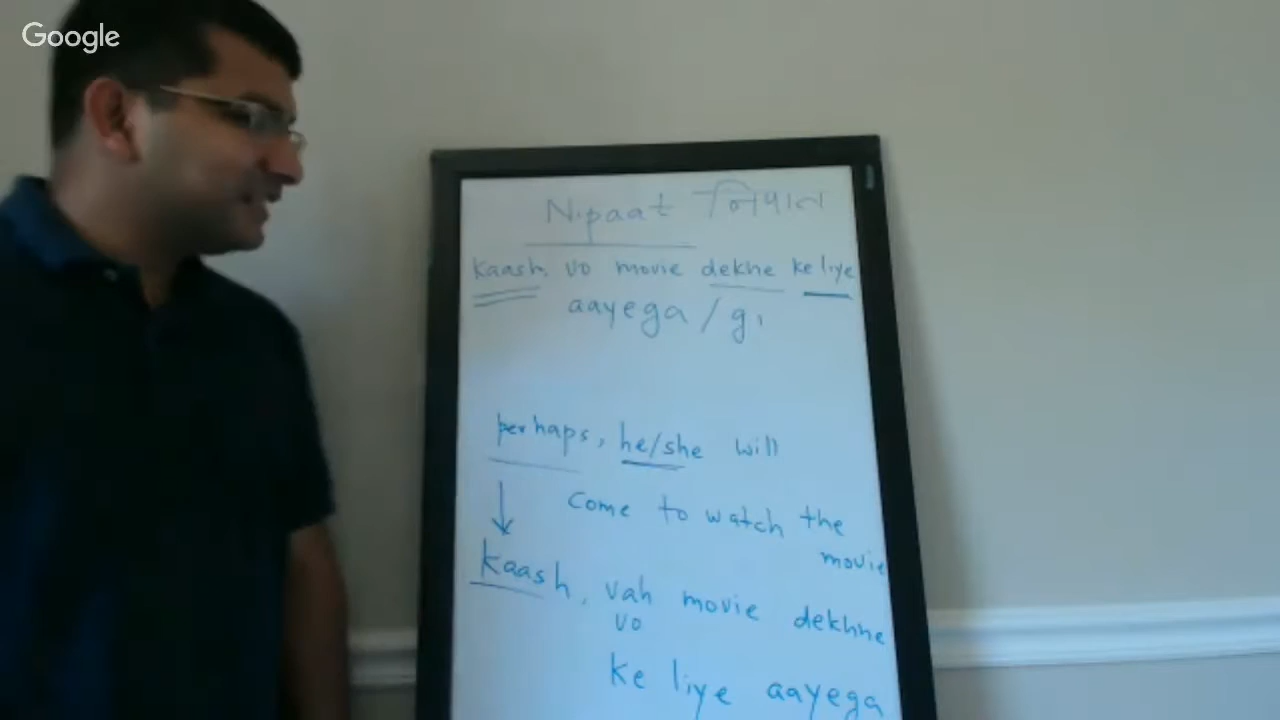 Google
Nipaat निपात
Kaash, vo movie dekhe ke liye
aayega / gi
perhaps, he/she will
come to watch the
movie
Kaash, vah movie dekhne
vo
ke liye aayega